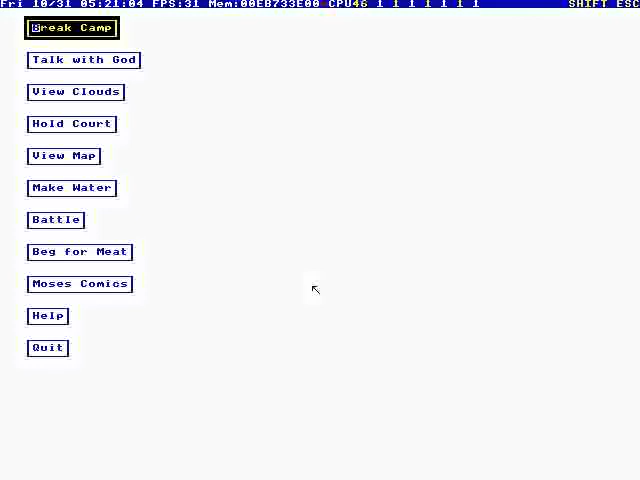 Fri 10/31 05:21:04 FPS:31 Mem:00EB733E00 CPU46 1 1 1 1 1 1 1 SHIFT ESC
Break Camp
Talk with God
View Clouds
Hold Court
View Map
Make Water
Battle
Beg for Meat
Moses Comics
Help
Quit